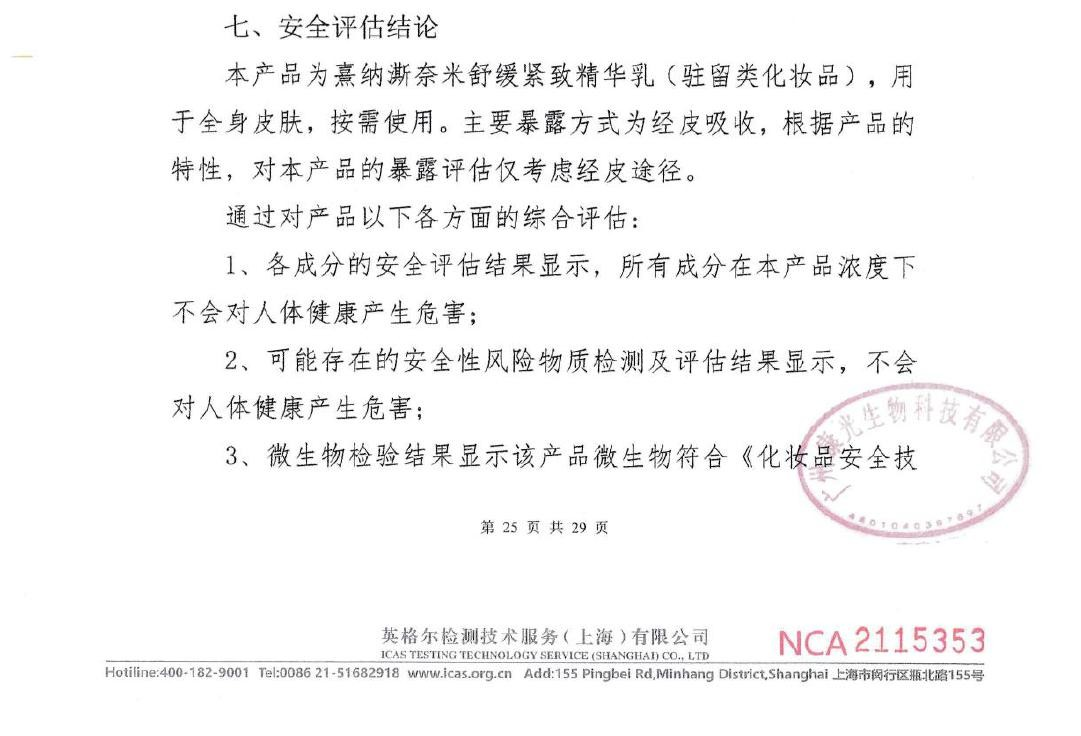 七、安全评估结论
本产品为熹纳澌奈米舒缓紧致精华乳（驻留类化妆品），用
于全身皮肤，按需使用。主要暴露方式为经皮吸收，根据产品的
特性，对本产品的暴露评估仅考虑经皮途径。
通过对产品以下各方面的综合评估：
1、各成分的安全评估结果显示，所有成分在本产品浓度下
不会对人体健康产生危害；
2、可能存在的安全性风险物质检测及评估结果显示，不会
对人体健康产生危害；
3、微生物检验结果显示该产品微生物符合《化妆品安全技
广州 光生物科技有限公司
第 25 页 共 29 页
英格尔检测技术服务（上海）有限公司
ICAS TESTING TECHNOLOGY SERVICE (SHANGHAI) CO., LTD
NCA 2115353
Hotiline:400-182-9001 Tel:0086 21-51682918 www.icas.org.cn Add:155 Pingbei Rd,Minhang District,Shanghai 上海市闵行区瓶北路155号